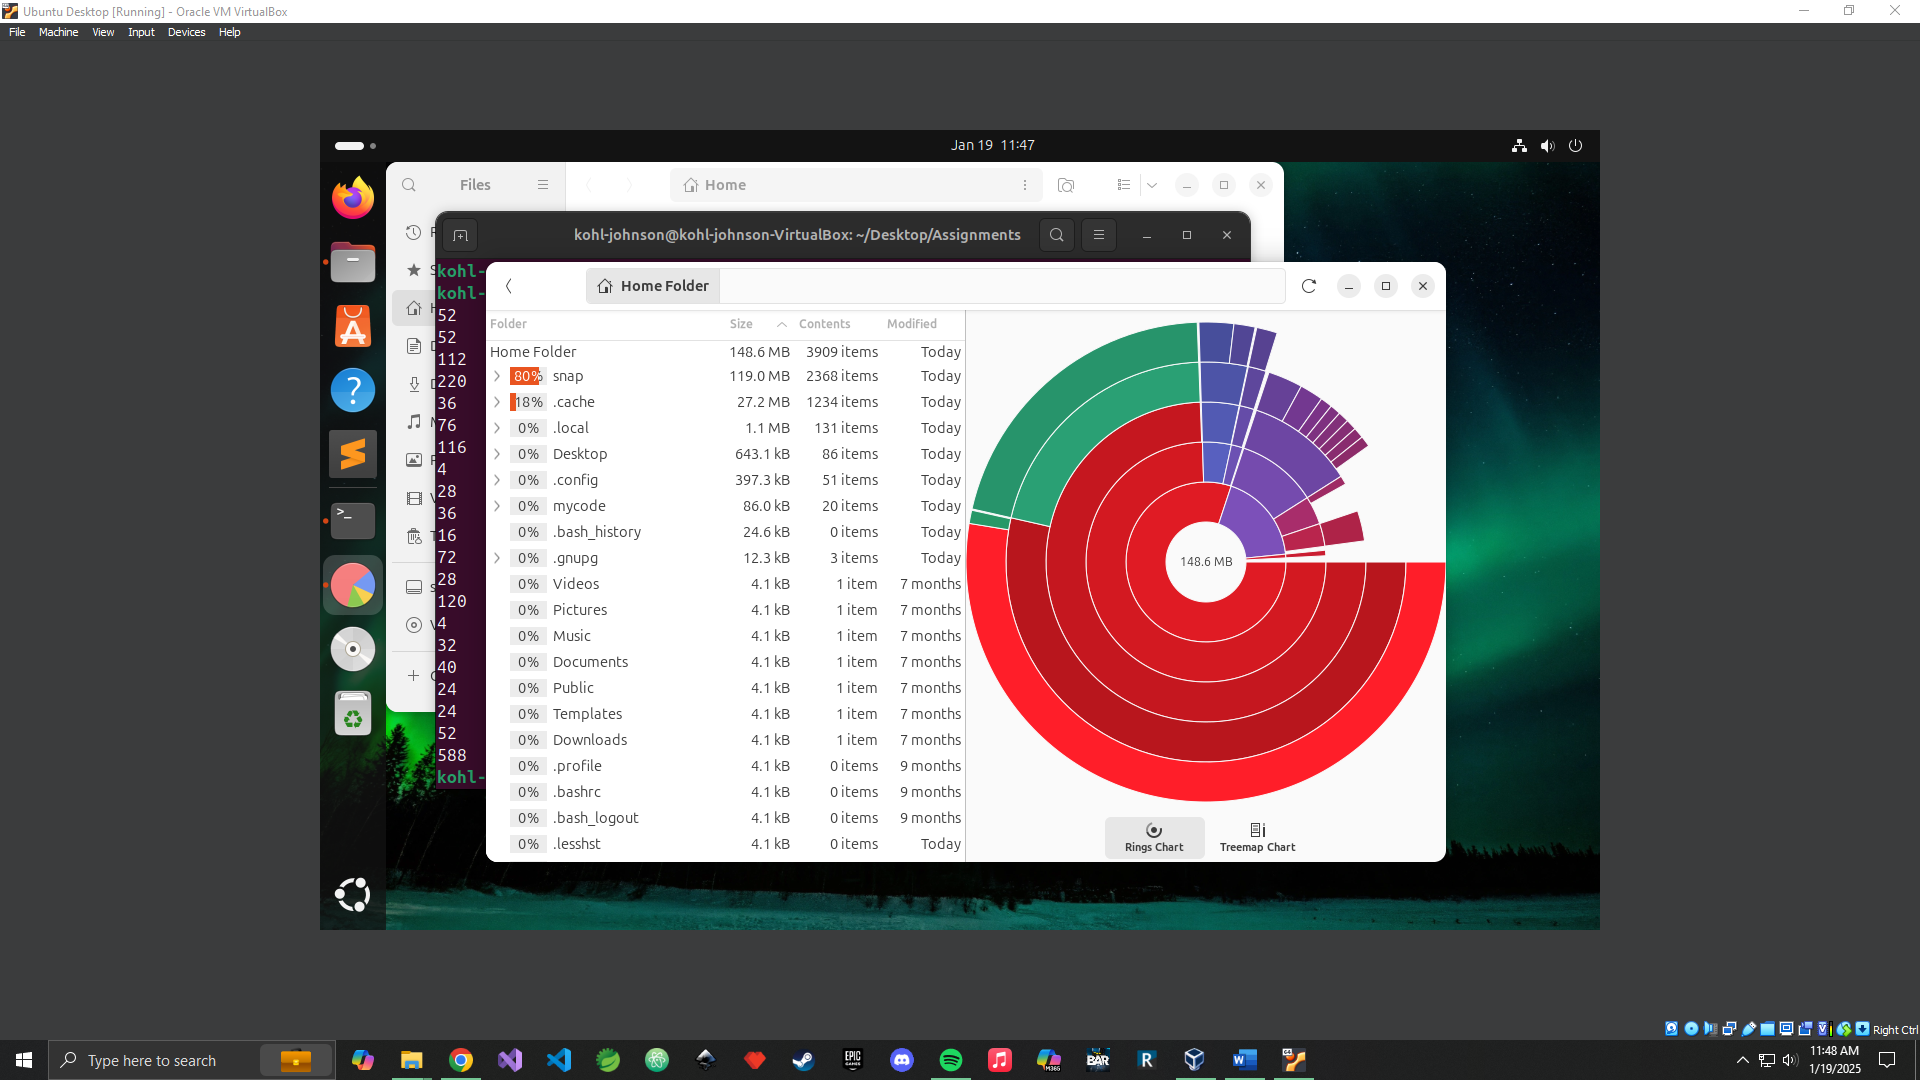 Ubuntu Desktop [Running] - Oracle VM VirtualBox
File Machine View Input Devices Help
Jan 19 11:47
Files
Home
kohl-johnson@kohl-johnson-VirtualBox: ~/Desktop/Assignments
kohl-
kohl-
52
52
112
220
36
76
116
4
28
36
16
72
28
120
4
32
40
24
24
52
588
kohl-
Home Folder
Folder Size Contents Modified
Home Folder 148.6 MB 3909 items Today
80% snap 119.0 MB 2368 items Today
18% .cache 27.2 MB 1234 items Today
0% .local 1.1 MB 131 items Today
0% Desktop 643.1 kB 86 items Today
0% .config 397.3 kB 51 items Today
0% mycode 86.0 kB 20 items Today
0% .bash_history 24.6 kB 0 items Today
0% .gnupg 12.3 kB 3 items Today
0% Videos 4.1 kB 1 item 7 months
0% Pictures 4.1 kB 1 item 7 months
0% Music 4.1 kB 1 item 7 months
0% Documents 4.1 kB 1 item 7 months
0% Public 4.1 kB 1 item 7 months
0% Templates 4.1 kB 1 item 7 months
0% Downloads 4.1 kB 1 item 7 months
0% .profile 4.1 kB 0 items 9 months
0% .bashrc 4.1 kB 0 items 9 months
0% .bash_logout 4.1 kB 0 items 9 months
0% .lesshst 4.1 kB 0 items Today
148.6 MB
Rings Chart
Treemap Chart
Right Ctrl
Type here to search
EPIC GAMES
M365
BAR
R
11:48 AM
1/19/2025